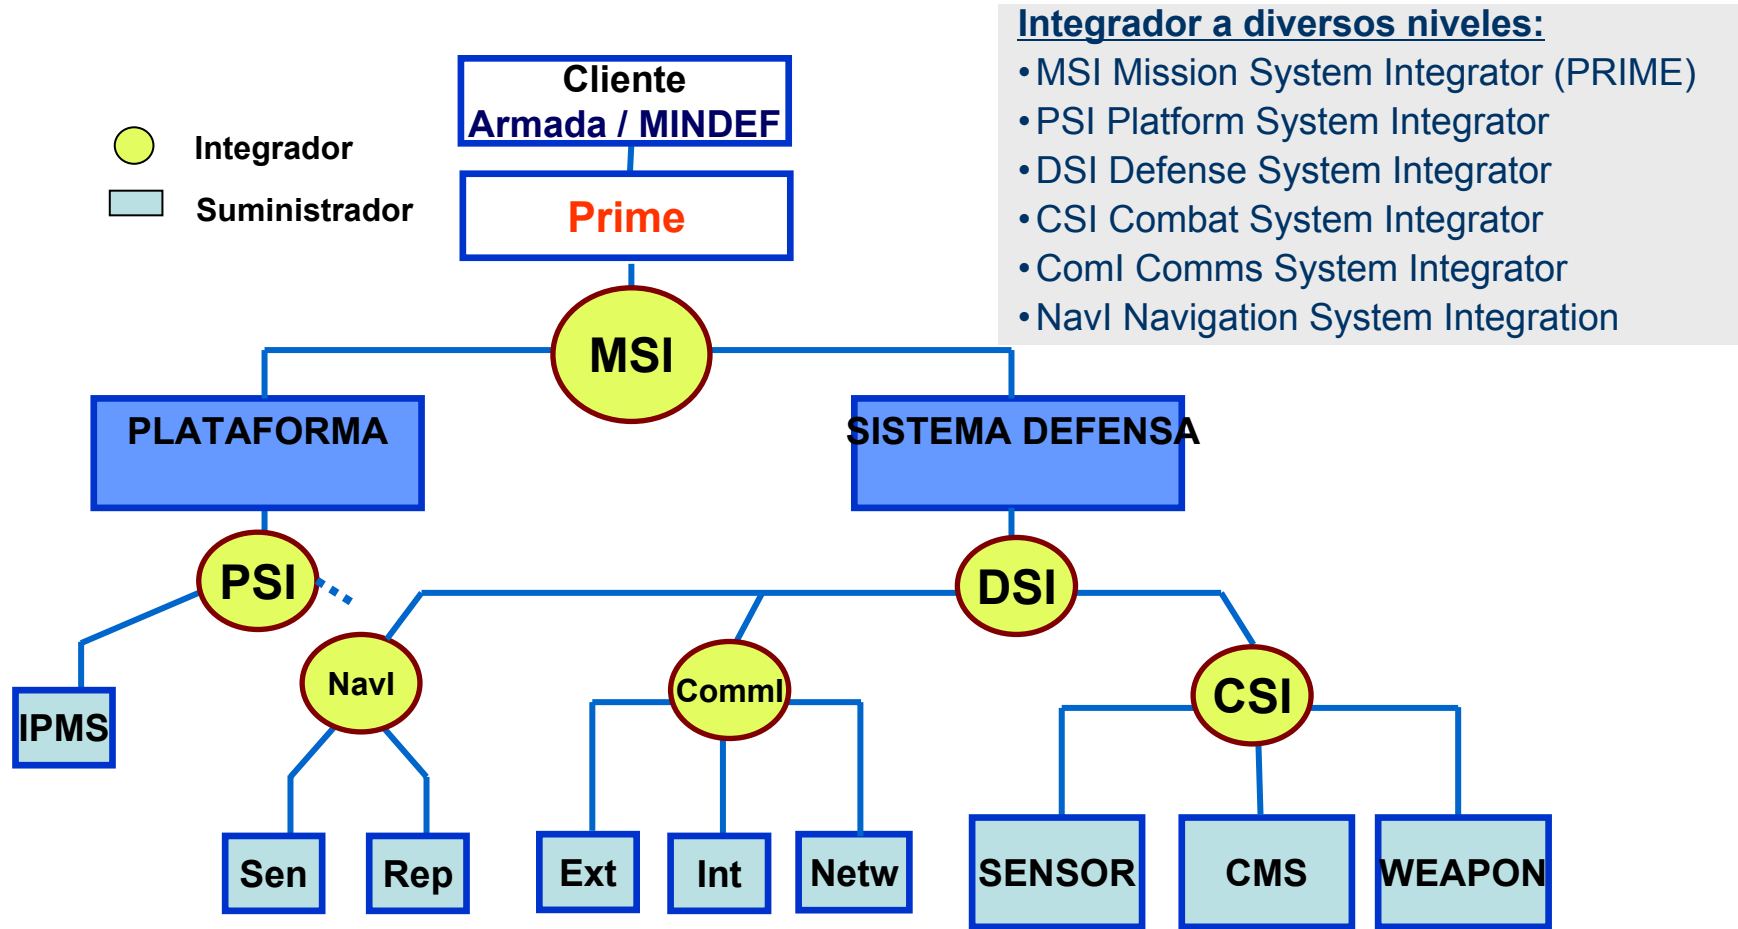 Integrador a diversos niveles:
•MSI Mission System Integrator (PRIME)
•PSI Platform System Integrator
•DSI Defense System Integrator
•CSI Combat System Integrator
•ComI Comms System Integrator
•NavI Navigation System Integration
Cliente
Armada / MINDEF
Integrador
Suministrador
Prime
MSI
PLATAFORMA
SISTEMA DEFENSA
PSI
DSI
NavI
CommI
CSI
IPMS
Sen
Rep
Ext
Int
Netw
SENSOR
CMS
WEAPON